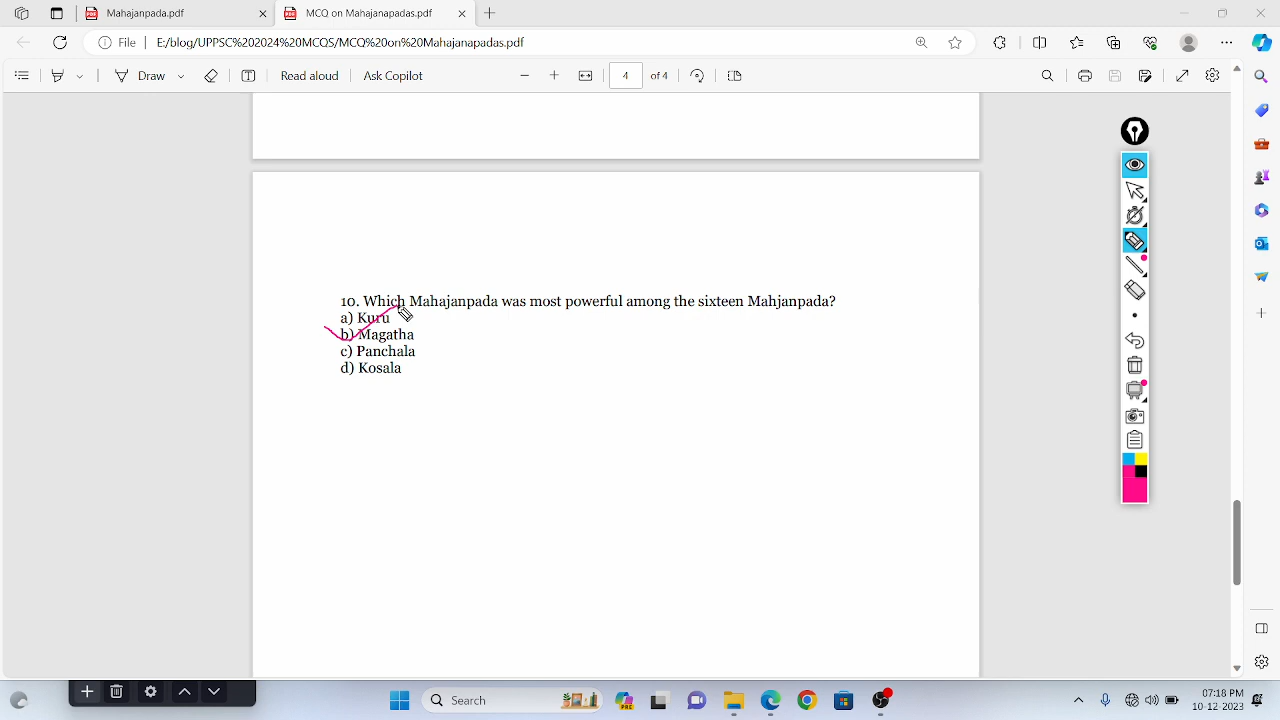 Mahajanpada.pdf
MCQ on Mahajanapadas.pdf
File
E:/blog/UPPSC%202024%20MCQS/MCQ%20on%20Mahajanapadas.pdf
Draw
Read aloud
Ask Copilot
4
of 4
10. Which Mahajanpada was most powerful among the sixteen Mahjanpada?
a) Kuru
b) Magatha
c) Panchala
d) Kosala
Search
07:18 PM
10-12-2023